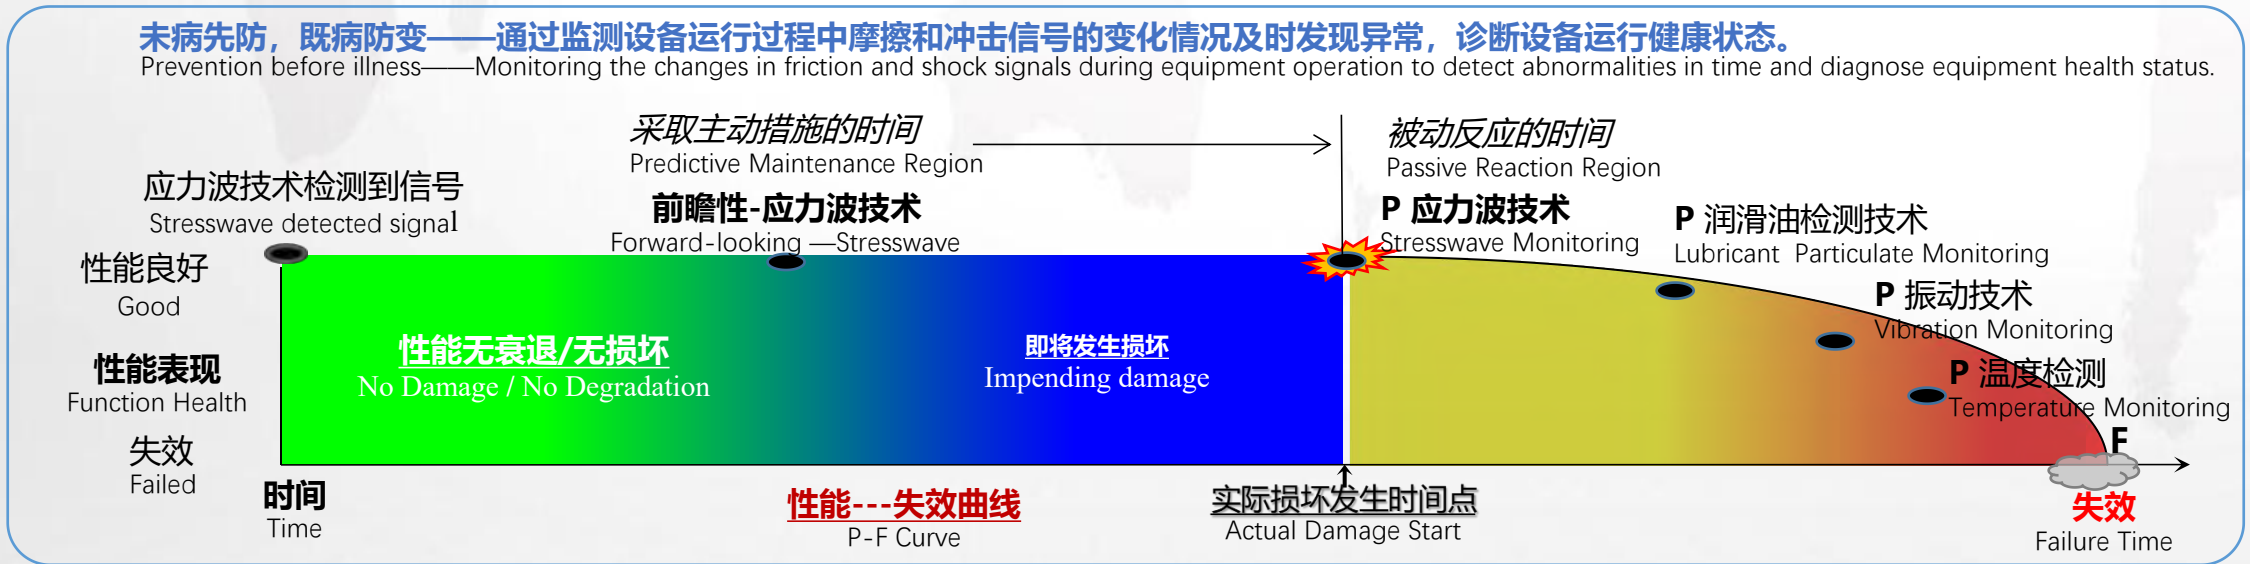 未病先防，既病防变——通过监测设备运行过程中摩擦和冲击信号的变化情况及时发现异常，诊断设备运行健康状态。
Prevention before illness——Monitoring the changes in friction and shock signals during equipment operation to detect abnormalities in time and diagnose equipment health status.
采取主动措施的时间
Predictive Maintenance Region
被动反应的时间
Passive Reaction Region
应力波技术检测到信号
Stresswave detected signal
前瞻性-应力波技术
Forward-looking —Stresswave
P 应力波技术
Stresswave Monitoring
P 润滑油检测技术
Lubricant Particulate Monitoring
性能良好
Good
P 振动技术
Vibration Monitoring
性能无衰退/无损坏
No Damage / No Degradation
即将发生损坏
Impending damage
性能表现
Function Health
P 温度检测
Temperature Monitoring
失效
Failed
F
时间
Time
性能---失效曲线
P-F Curve
实际损坏发生时间点
Actual Damage Start
失效
Failure Time